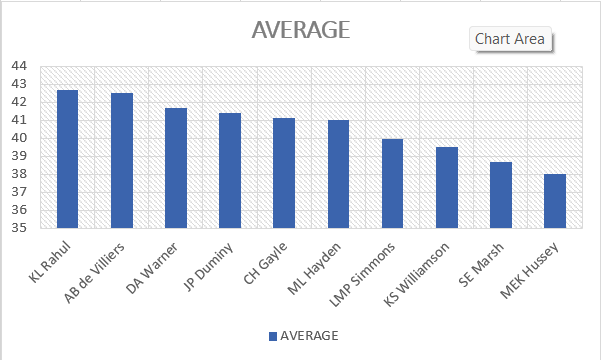 AVERAGE
Chart Area
44
43
42
41
40
39
38
37
36
35
KL Rahul
AB de Villiers
DA Warner
JP Duminy
CH Gayle
ML Hayden
LMP Simmons
KS Williamson
SE Marsh
MEK Hussey
AVERAGE